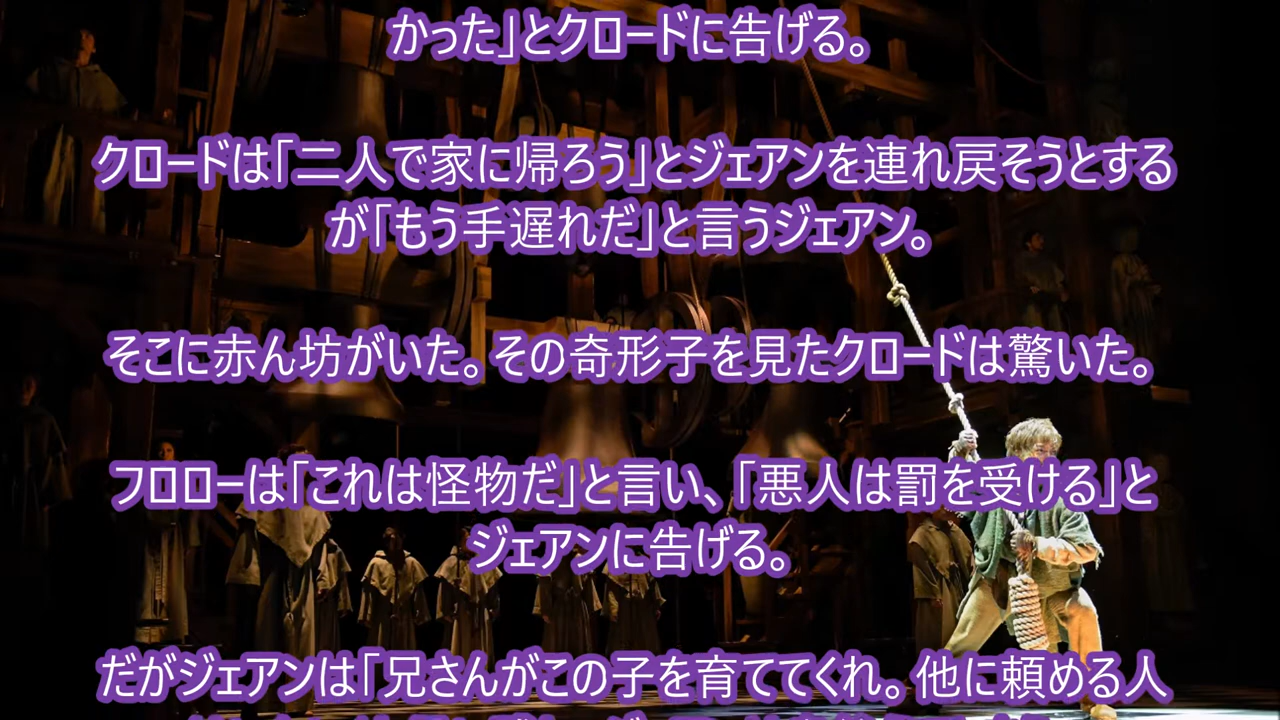 かった」とクロードに告げる。
クロードは「二人で家に帰ろう」とジェアンを連れ戻そうとする
が「もう手遅れだ」と言うジェアン。
そこに赤ん坊がいた。その奇形子を見たクロードは驚いた。
フロローは「これは怪物だ」と言い、「悪人は罰を受ける」と
ジェアンに告げる。
だがジェアンは「兄さんがこの子を育ててくれ。他に頼める人